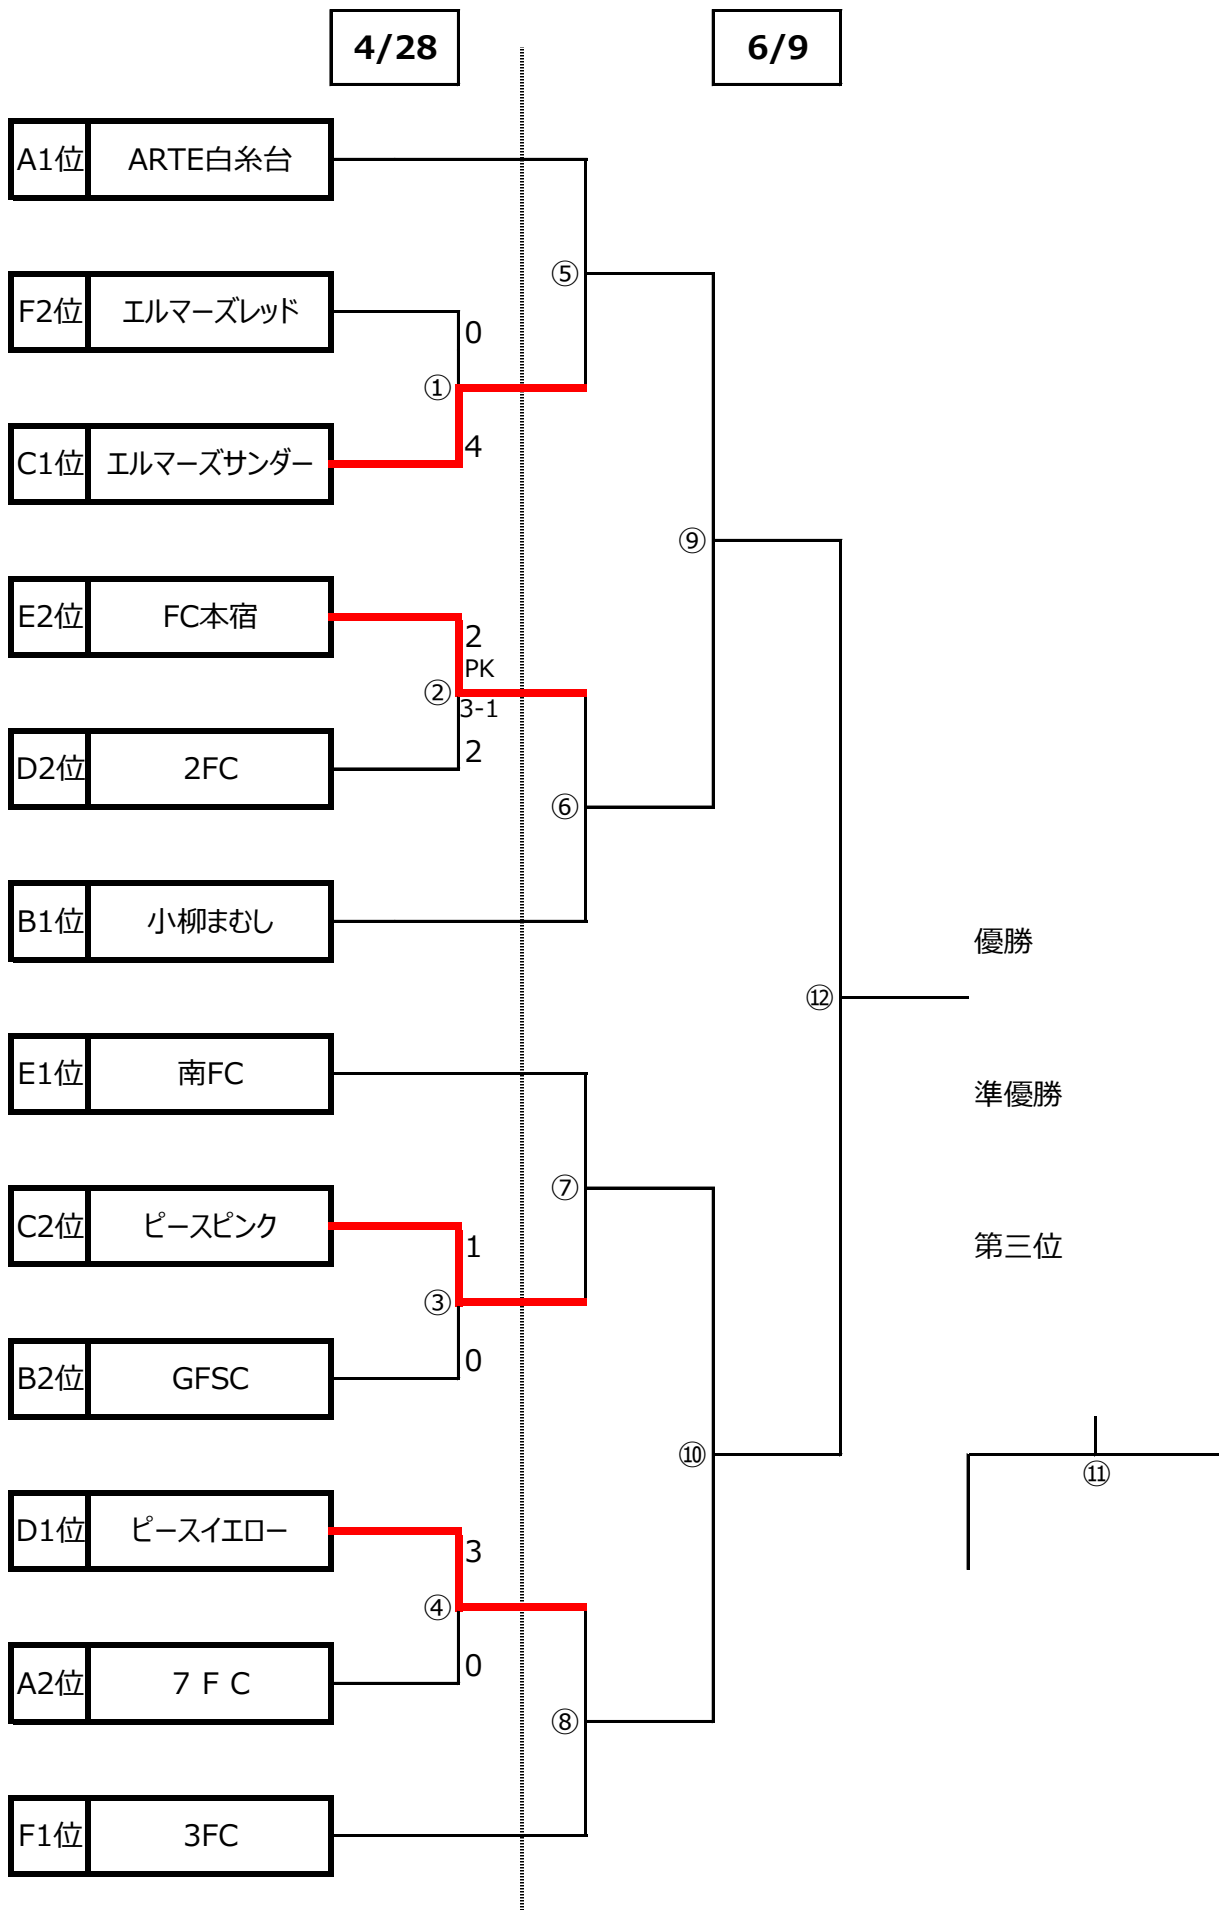 4/28 6/9
A1位 ARTE白糸台
⑤
F2位 エルマーズレッド
0
①
4
C1位 エルマーズサンダー
⑨
E2位 FC本宿
2
PK
②
3-1
2
D2位 2FC
⑥
B1位 小柳まむし
優勝
⑫
E1位 南FC
準優勝
⑦
C2位 ピースピンク
1
第三位
③
0
B2位 GFSC
⑩
⑪
D1位 ピースイエロー
3
④
0
A2位 7 F C
⑧
F1位 3FC